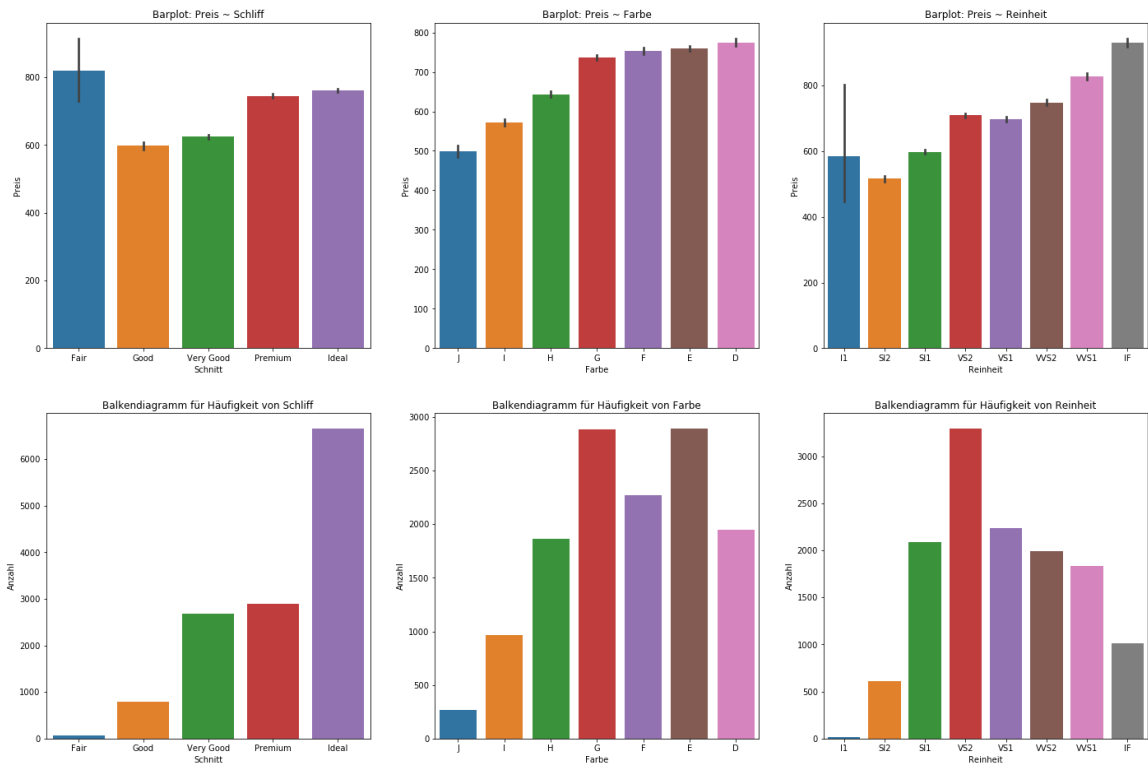 Barplot: Preis ~ Schliff
800
600
400
200
0
Preis
Fair Good Very Good Premium Ideal
Schnitt
Barplot: Preis ~ Farbe
800
700
600
500
400
300
200
100
0
Preis
J I H G F E D
Farbe
Barplot: Preis ~ Reinheit
800
600
400
200
0
Preis
I1 SI2 SI1 VS2 VS1 VVS2 VVS1 IF
Reinheit
Balkendiagramm für Häufigkeit von Schliff
6000
5000
4000
3000
2000
1000
0
Anzahl
Fair Good Very Good Premium Ideal
Schnitt
Balkendiagramm für Häufigkeit von Farbe
3000
2500
2000
1500
1000
500
0
Anzahl
J I H G F E D
Farbe
Balkendiagramm für Häufigkeit von Reinheit
3000
2500
2000
1500
1000
500
0
Anzahl
I1 SI2 SI1 VS2 VS1 VVS2 VVS1 IF
Reinheit